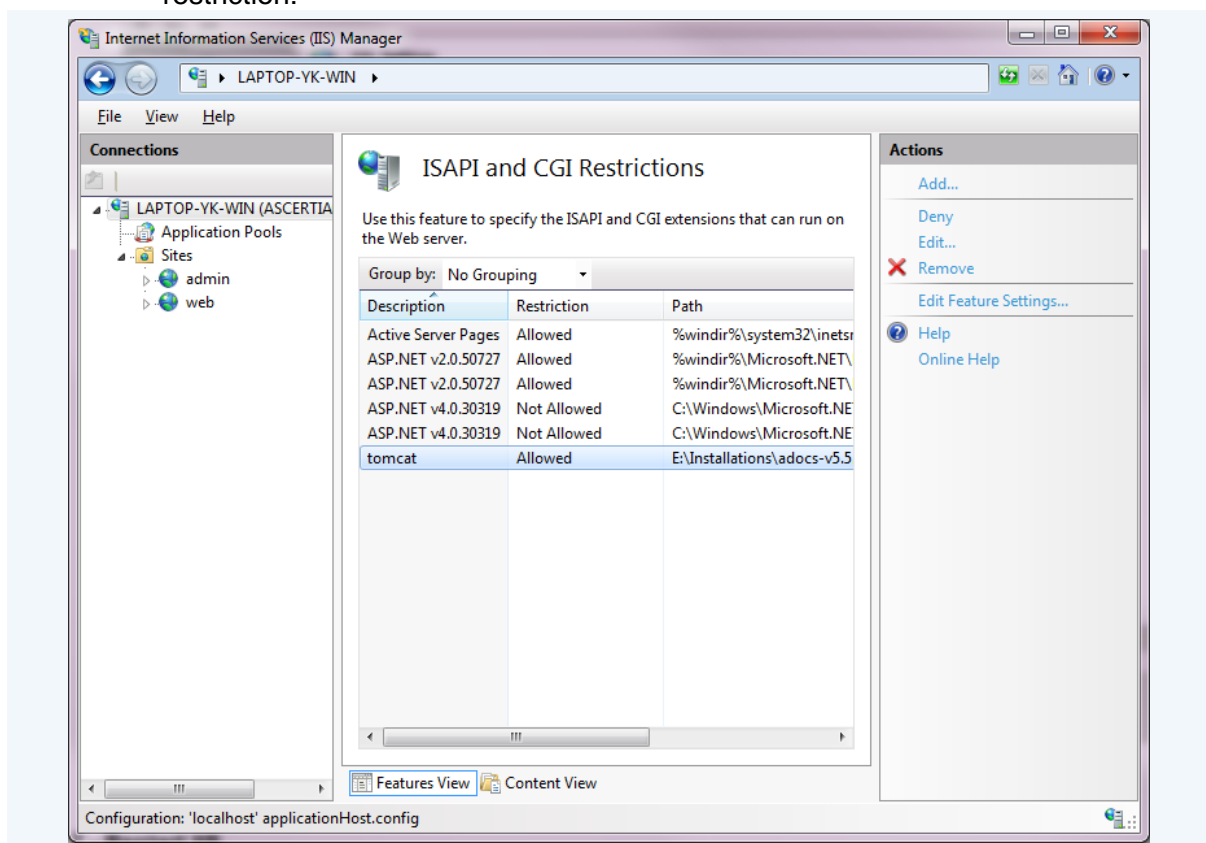 restriction.
Internet Information Services (IIS) Manager
LAPTOP-YK-WIN
File View Help
Connections
LAPTOP-YK-WIN (ASCERTIA
Application Pools
Sites
admin
web
ISAPI and CGI Restrictions
Use this feature to specify the ISAPI and CGI extensions that can run on
the Web server.
Group by: No Grouping
Description Restriction Path
Active Server Pages Allowed %windir%\system32\inetsr
ASP.NET v2.0.50727 Allowed %windir%\Microsoft.NET\
ASP.NET v2.0.50727 Allowed %windir%\Microsoft.NET\
ASP.NET v4.0.30319 Not Allowed C:\Windows\Microsoft.NE
ASP.NET v4.0.30319 Not Allowed C:\Windows\Microsoft.NE
tomcat Allowed E:\Installations\adocs-v5.5
Features View Content View
Actions
Add...
Deny
Edit...
Remove
Edit Feature Settings...
Help
Online Help
Configuration: 'localhost' applicationHost.config